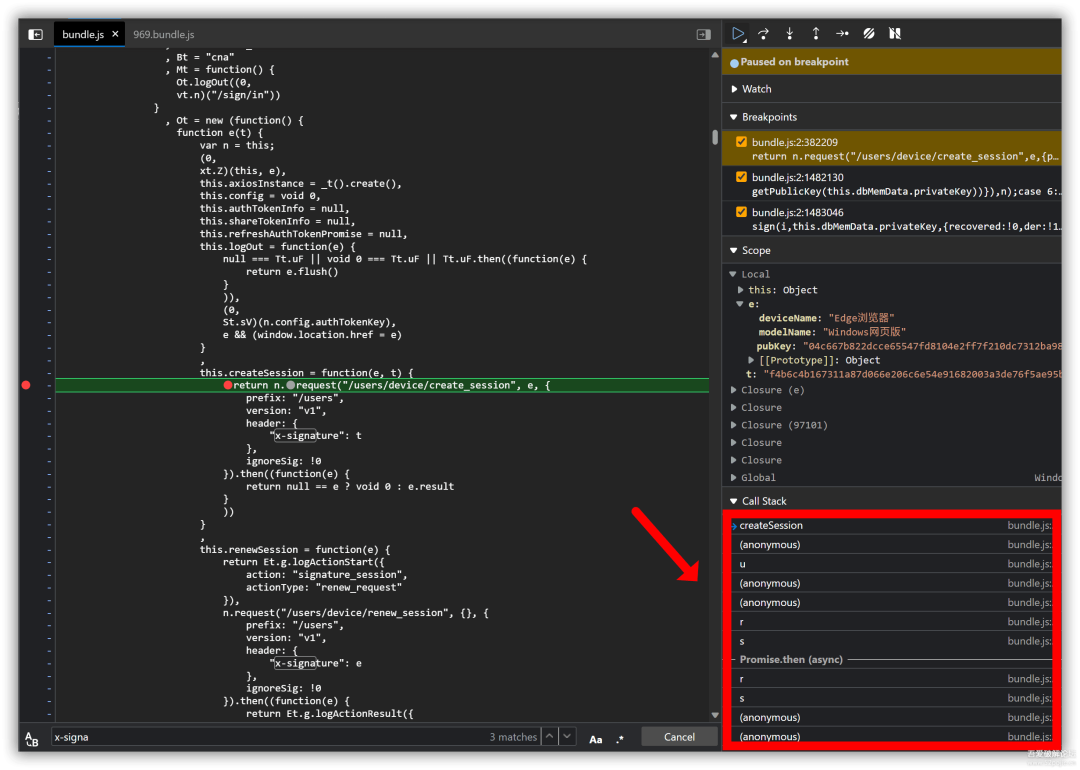 bundle.js ×
969.bundle.js
, Bt = "cna"
, Mt = function() {
Ot.logOut((0,
vt.n)("/sign/in"))
}
, Ot = new (function() {
function e(t) {
var n = this;
(0,
xt.Z)(this, e),
this.axiosInstance = _t().create(),
this.config = void 0,
this.authTokenInfo = null,
this.shareTokenInfo = null,
this.refreshAuthTokenPromise = null,
this.logOut = function(e) {
null === Tt.uF || void 0 === Tt.uF || Tt.uF.then((function(e) {
return e.flush()
}
)),
(0,
St.sV)(n.config.authTokenKey),
e && (window.location.href = e)
}
,
this.createSession = function(e, t) {
return n.request("/users/device/create_session", e, {
prefix: "/users",
version: "v1",
header: {
"x-signature": t
},
ignoreSig: !0
}).then((function(e) {
return null == e ? void 0 : e.result
}
))
}
,
this.renewSession = function(e) {
return Et.g.logActionStart({
action: "signature_session",
actionType: "renew_request"
}),
n.request("/users/device/renew_session", {}, {
prefix: "/users",
version: "v1",
header: {
"x-signature": e
},
ignoreSig: !0
}).then((function(e) {
return Et.g.logActionResult({
x-signa
3 matches
Aa
.*
Cancel
Paused on breakpoint
Watch
Breakpoints
bundle.js:2:382209
return n.request("/users/device/create_session",e,{p…
bundle.js:2:1482130
getPublicKey(this.dbMemData.privateKey))}),n);case 6:…
bundle.js:2:1483046
sign(i,this.dbMemData.privateKey,{recovered:!0,der:!1…
Scope
Local
this: Object
e:
deviceName: "Edge浏览器"
modelName: "Windows网页版"
pubKey: "04c667b822dcce65547fd8104e2ff7f210dc7312ba98
[[Prototype]]: Object
t: "f4b6c4b167311a87d066e206c6e54e91682003a3de76f5ae95b
Closure (e)
Closure
Closure (97101)
Closure
Closure
Global
Windo
Call Stack
createSession bundle.js:
(anonymous) bundle.js:
u bundle.js:
(anonymous) bundle.js:
(anonymous) bundle.js:
r bundle.js:
s bundle.js:
Promise.then (async)
r bundle.js:
s bundle.js:
(anonymous) bundle.js:
(anonymous) bundle.js: